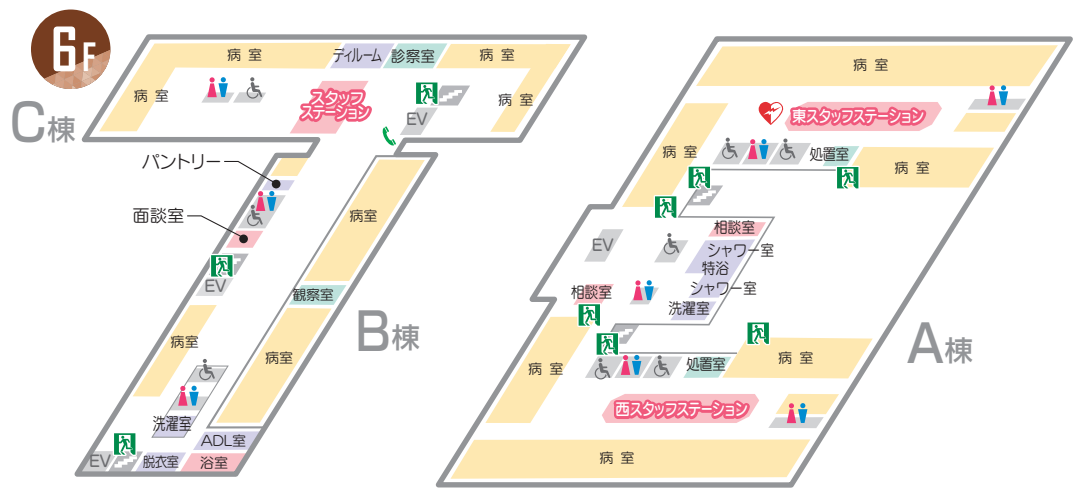 6F
C棟
病室
デイルーム
診察室
病室
病室
スタッフ
ステーション
EV
病室
パントリー
面談室
EV
病室
観察室
B棟
病室
病室
洗濯室
ADL室
EV
脱衣室
浴室
病室
東スタッフステーション
病室
処置室
病室
相談室
EV
シャワー室
特浴
シャワー室
相談室
洗濯室
A棟
病室
処置室
病室
西スタッフステーション
病室